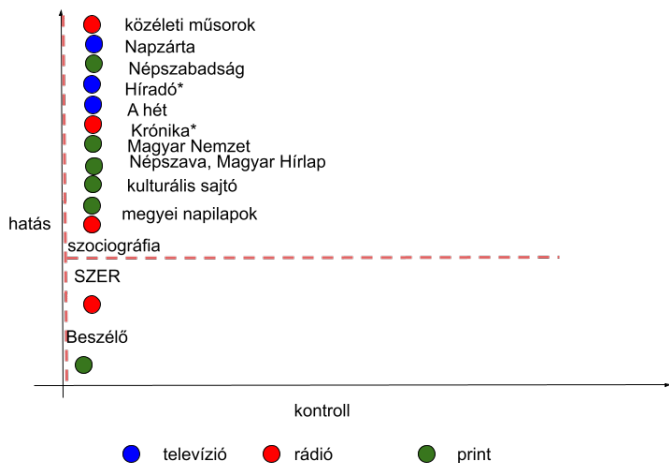 közéleti műsorok
Napzárta
Népszabadság
Híradó*
A hét
Krónika*
Magyar Nemzet
Népszava, Magyar Hírlap
kulturális sajtó
megyei napilapok
hatás
szociográfia
SZER
Beszélő
kontroll
televízió
rádió
print